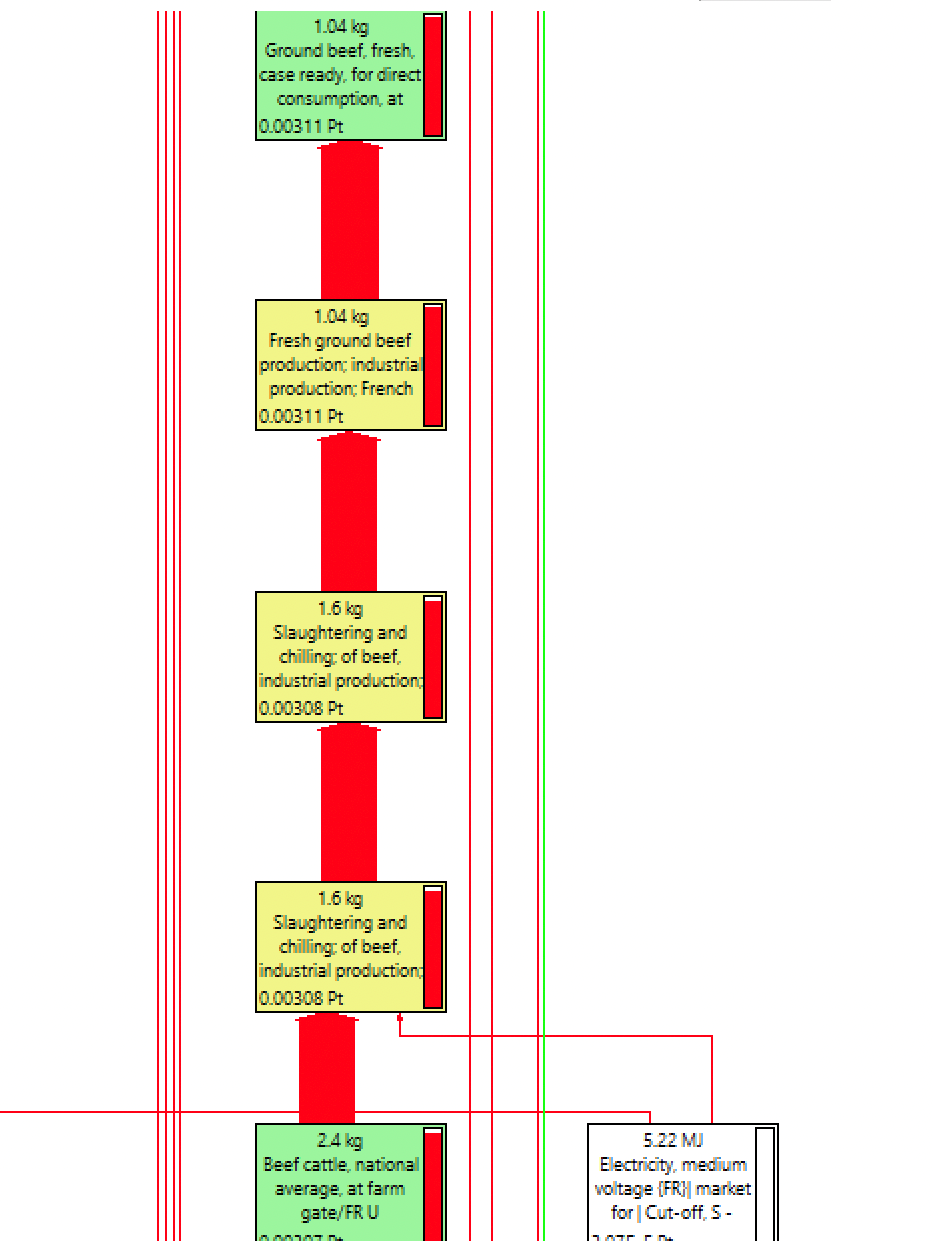 1.04 kg
Ground beef, fresh,
case ready, for direct
consumption, at
0.00311 Pt
1.04 kg
Fresh ground beef
production; industrial
production; French
0.00311 Pt
1.6 kg
Slaughtering and
chilling; of beef,
industrial production;
0.00308 Pt
1.6 kg
Slaughtering and
chilling; of beef,
industrial production;
0.00308 Pt
2.4 kg
Beef cattle, national
average, at farm
gate/FR U
0.00307 Pt
5.22 MJ
Electricity, medium
voltage {FR}| market
for | Cut-off, S -